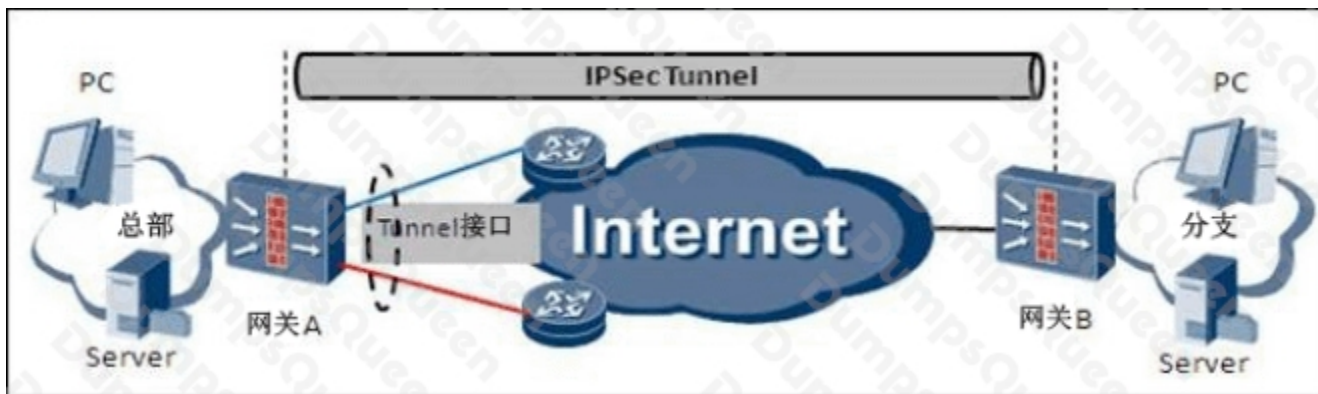 IPSec Tunnel
PC
PC
总部
Tunnel接口
Internet
分支
网关A
网关B
Server
Server
DumpsQueen